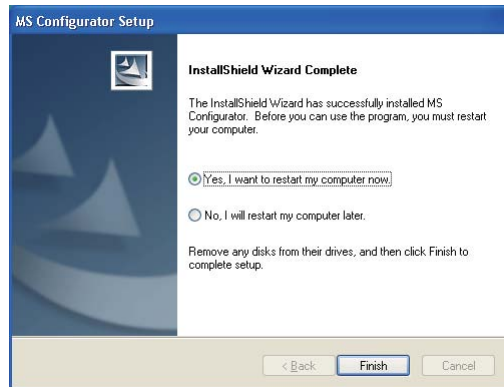 MS Configurator Setup
InstallShield Wizard Complete
The InstallShield Wizard has successfully installed MS
Configurator. Before you can use the program, you must restart
your computer.
Yes, I want to restart my computer now.
No, I will restart my computer later.
Remove any disks from their drives, and then click Finish to
complete setup.
< Back Finish Cancel